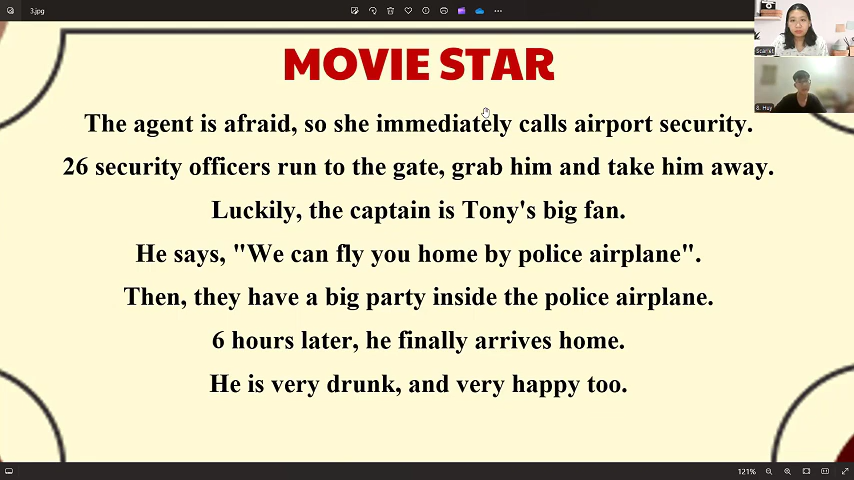 3.jpg
MOVIE STAR
The agent is afraid, so she immediately calls airport security.
26 security officers run to the gate, grab him and take him away.
Luckily, the captain is Tony's big fan.
He says, "We can fly you home by police airplane".
Then, they have a big party inside the police airplane.
6 hours later, he finally arrives home.
He is very drunk, and very happy too.
Scarlet
8. Huy
121%